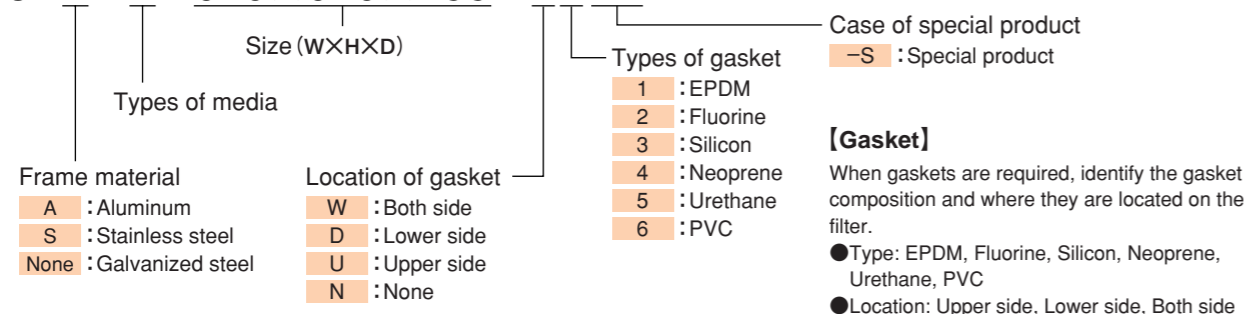 Size (W×H×D)
Types of media
Frame material
A :Aluminum
S :Stainless steel
None :Galvanized steel
Location of gasket
W :Both side
D :Lower side
U :Upper side
N :None
Types of gasket
1 :EPDM
2 :Fluorine
3 :Silicon
4 :Neoprene
5 :Urethane
6 :PVC
Case of special product
−S :Special product
【Gasket】
When gaskets are required, identify the gasket
composition and where they are located on the
filter.
●Type: EPDM, Fluorine, Silicon, Neoprene,
Urethane, PVC
●Location: Upper side, Lower side, Both side